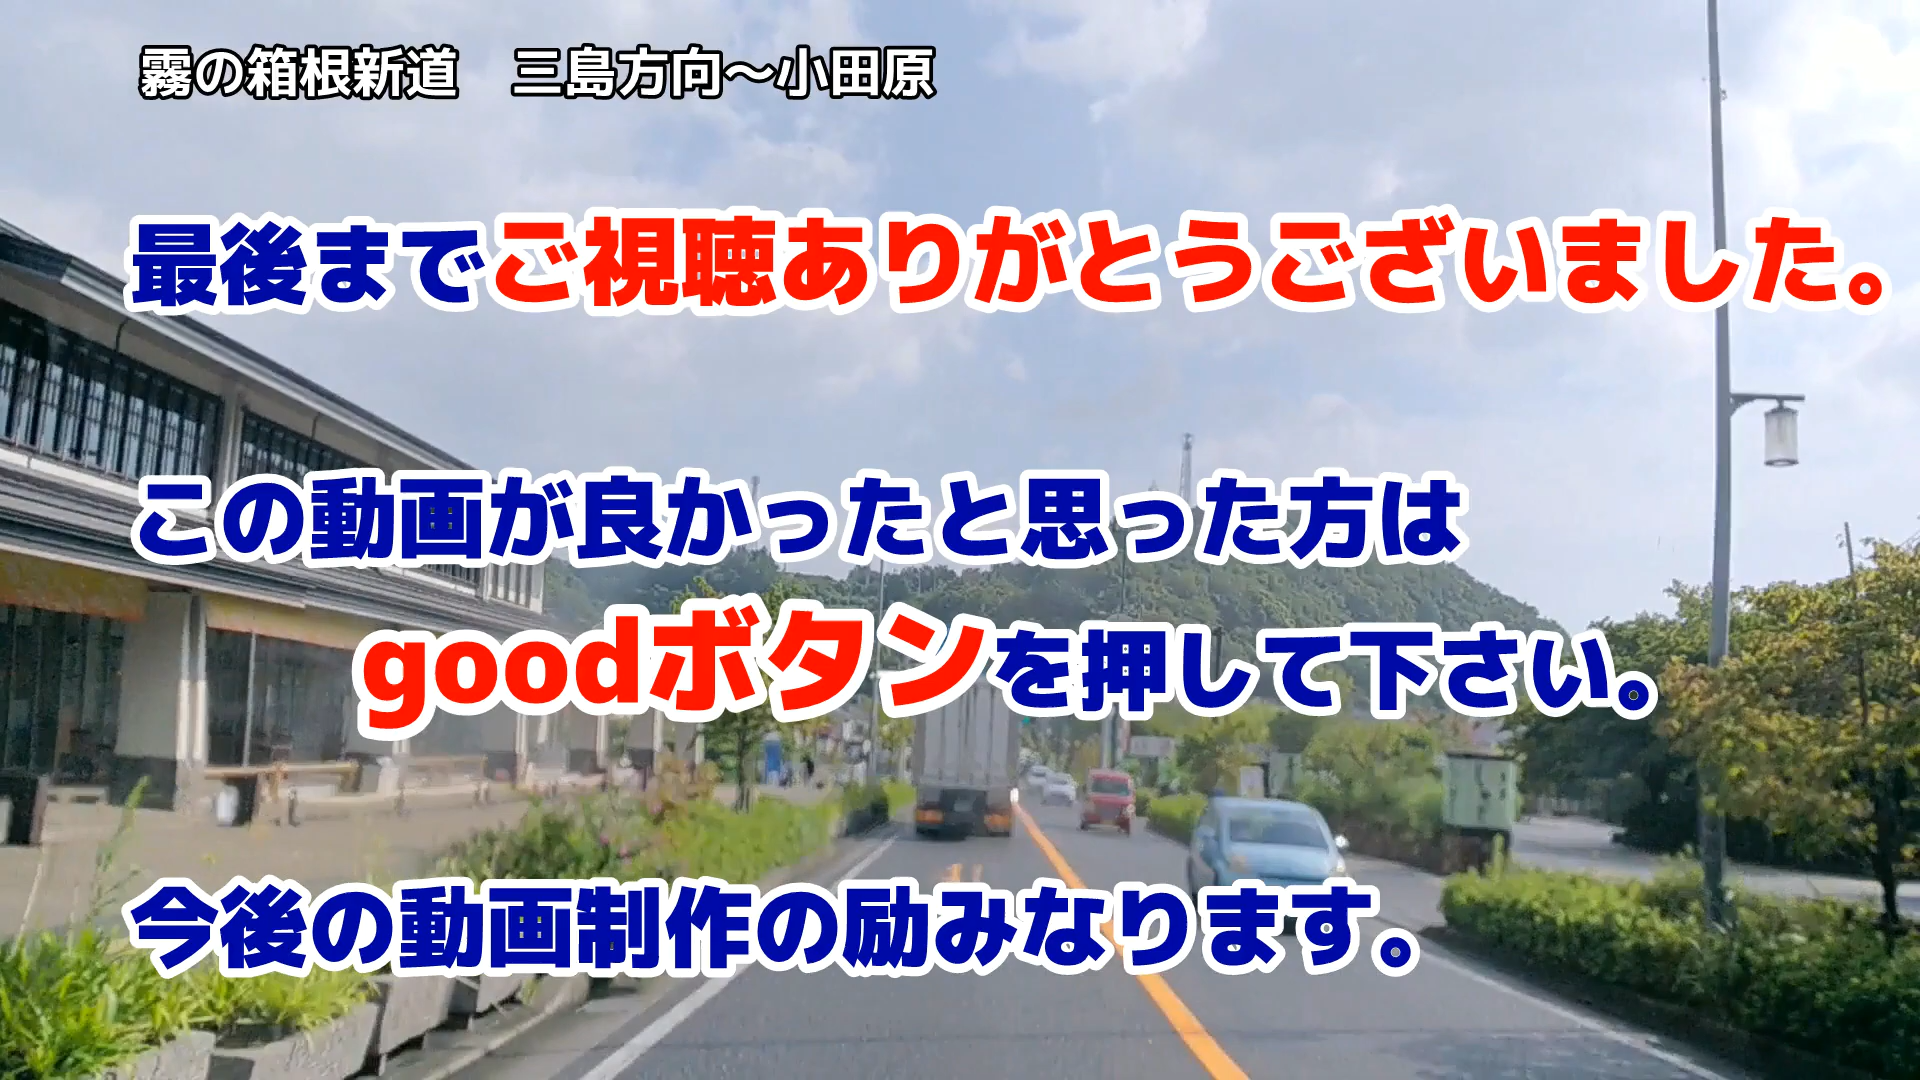 霧の箱根新道　三島方向～小田原
最後までご視聴ありがとうございました。
この動画が良かったと思った方は
goodボタンを押して下さい。
今後の動画制作の励みなります。